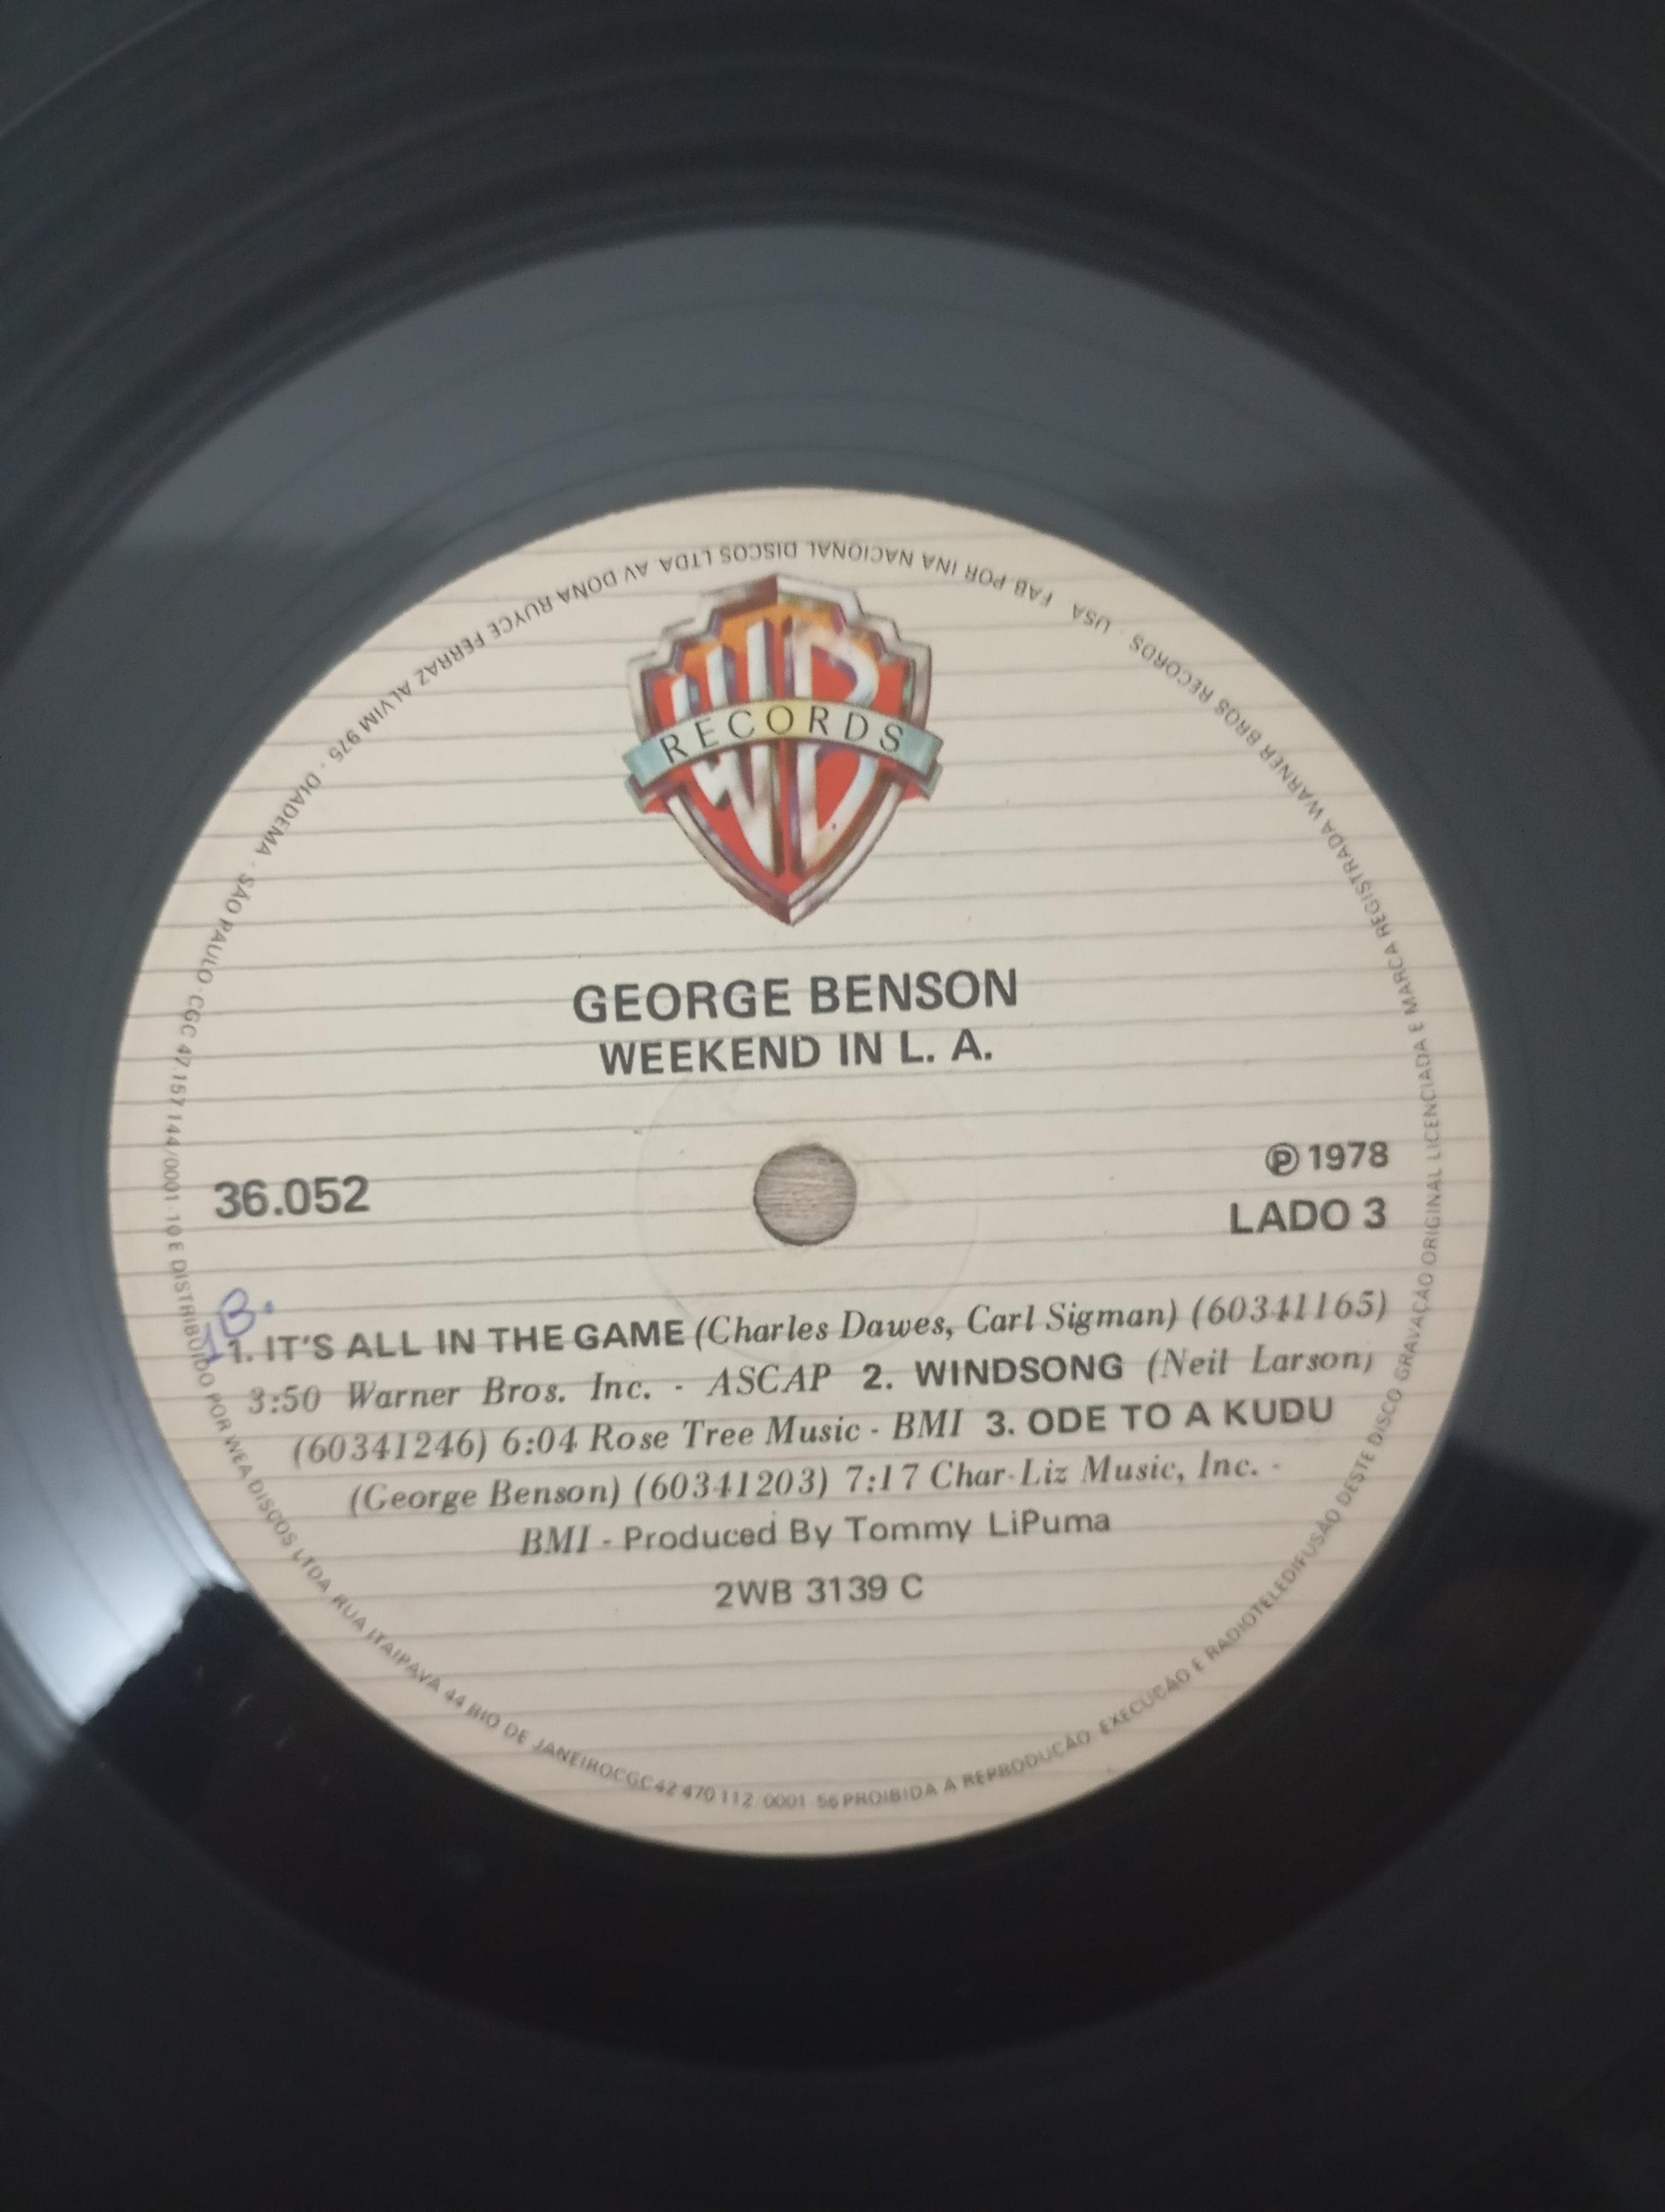 WB
RECORDS
GEORGE BENSON
WEEKEND IN L. A.
36.052
℗ 1978
LADO 3
B.
1. IT'S ALL IN THE GAME (Charles Dawes, Carl Sigman) (60341165)
3:50 Warner Bros. Inc. - ASCAP 2. WINDSONG (Neil Larson)
(60341246) 6:04 Rose Tree Music - BMI 3. ODE TO A KUDU
(George Benson) (60341203) 7:17 Char-Liz Music, Inc. -
BMI - Produced By Tommy LiPuma
2WB 3139 C
FAB. POR INA NACIONAL DISCOS LTDA AV DONA RUYCE FERRAZ ALVIM 975 · DIADEMA · SÃO PAULO · CGC 47.157.144/0001-10 E DISTRIBUIDO POR WEA DISCOS LTDA RUA ITAIPAVA 44 RIO DE JANEIRO CGC 42 470 112 0001 56 PROIBIDA A REPRODUÇÃO. EXECUÇÃO E RADIOTELEDIFUSÃO DESTE DISCO GRAVAÇÃO ORIGINAL LICENCIADA E MARCA REGISTRADA WARNER BROS RECORDS · USA